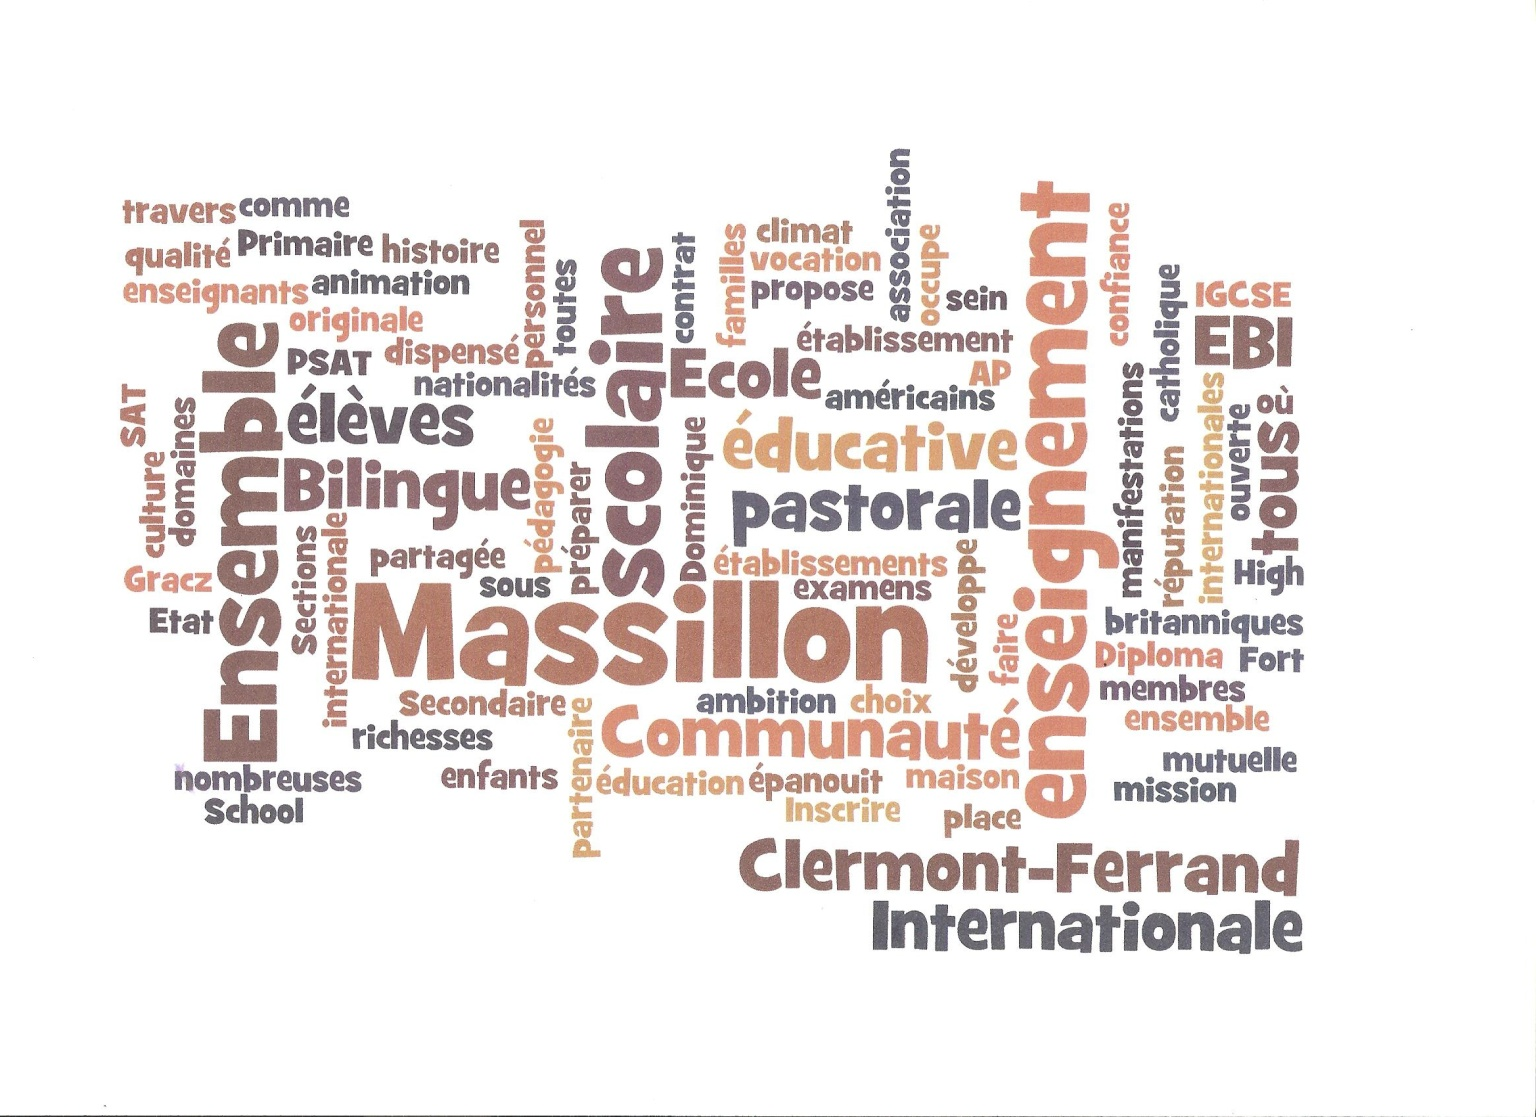 travers
comme
qualité
Primaire
histoire
enseignants
animation
originale
Ensemble
PSAT
dispensé
personnel
toutes
nationalités
SAT
culture
domaines
élèves
Bilingue
pédagogie
préparer
scolaire
contrat
familles
climat
vocation
propose
association
occupe
sein
établissement
Ecole
AP
américains
Dominique
éducative
pastorale
établissements
examens
développe
enseignement
confiance
catholique
IGCSE
EBI
manifestations
réputation
internationales
ouverte
où
tous
High
Gracz
Etat
Sections
internationale
partagée
sous
Massillon
faire
britanniques
Diploma
Fort
membres
ensemble
mutuelle
mission
Secondaire
richesses
partenaire
ambition
choix
Communauté
nombreuses
School
enfants
éducation
épanouit
maison
Inscrire
place
Clermont-Ferrand
Internationale